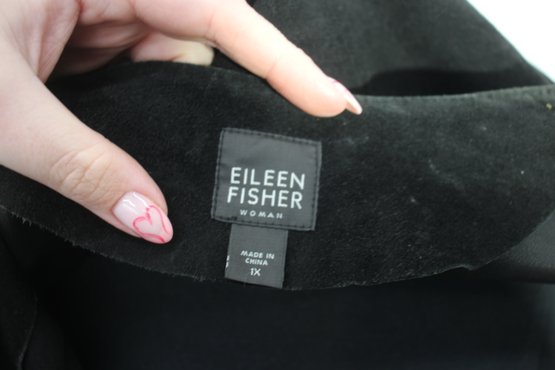 EILEEN
FISHER
WOMAN
MADE IN
CHINA
1X